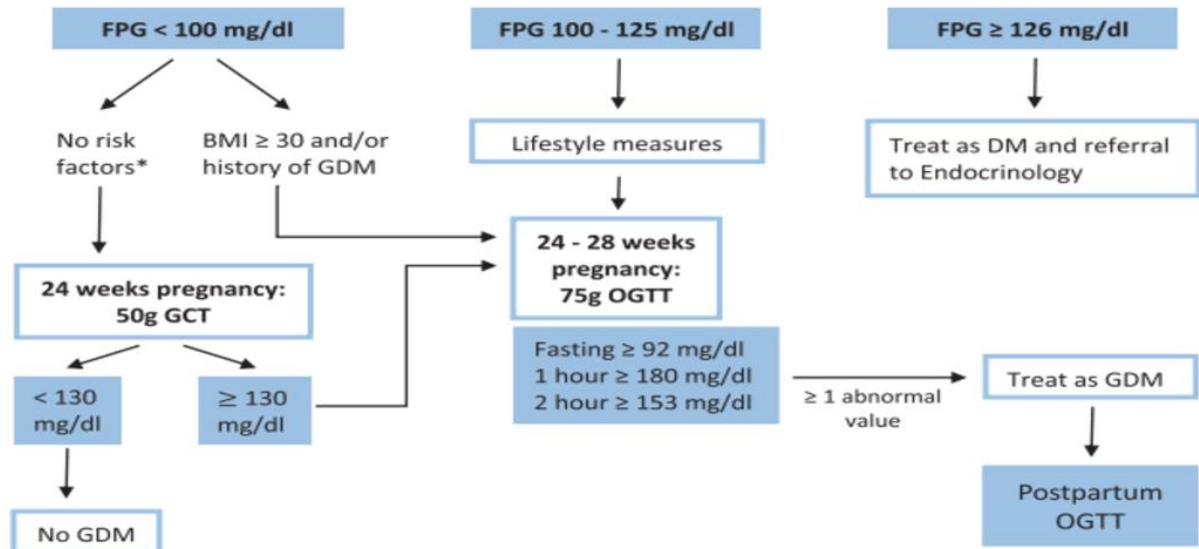 FPG < 100 mg/dl
FPG 100 - 125 mg/dl
FPG ≥ 126 mg/dl
No risk
factors*
BMI ≥ 30 and/or
history of GDM
Lifestyle measures
Treat as DM and referral
to Endocrinology
24 weeks pregnancy:
50g GCT
24 - 28 weeks
pregnancy:
75g OGTT
< 130
mg/dl
≥ 130
mg/dl
Fasting ≥ 92 mg/dl
1 hour ≥ 180 mg/dl
2 hour ≥ 153 mg/dl
≥ 1 abnormal
value
Treat as GDM
No GDM
Postpartum
OGTT